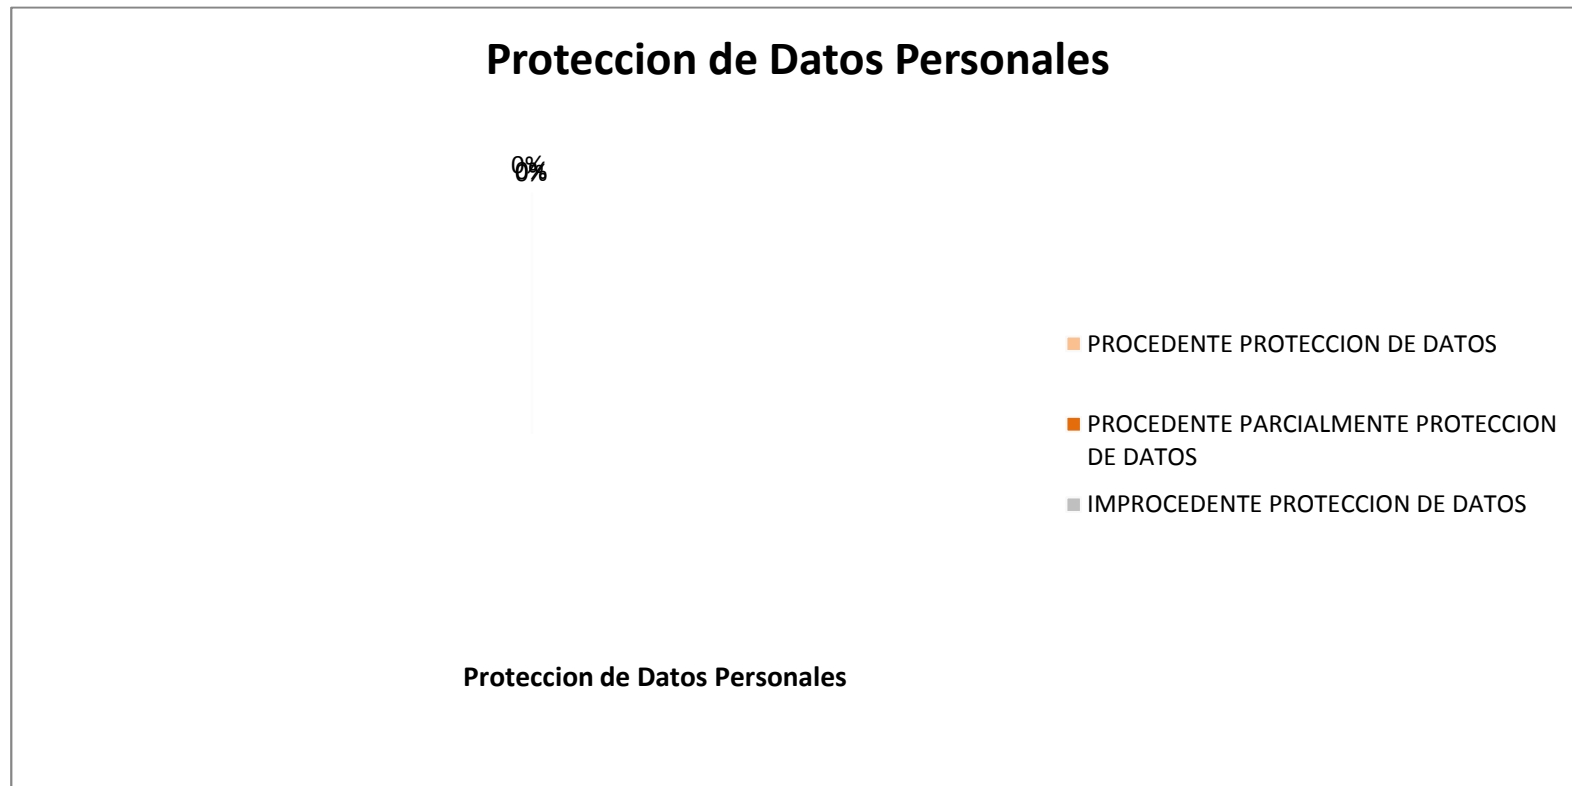 Proteccion de Datos Personales
0%
0%
0%
PROCEDENTE PROTECCION DE DATOS
PROCEDENTE PARCIALMENTE PROTECCION
DE DATOS
IMPROCEDENTE PROTECCION DE DATOS
Proteccion de Datos Personales